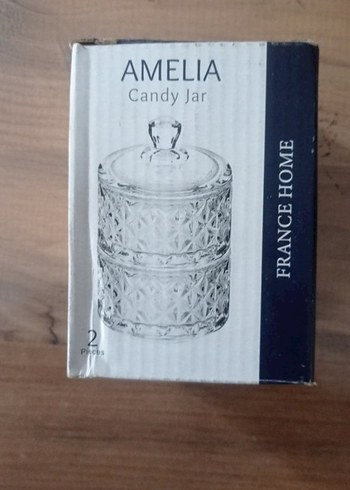 AMELIA
Candy Jar
FRANCE HOME
2
Pieces